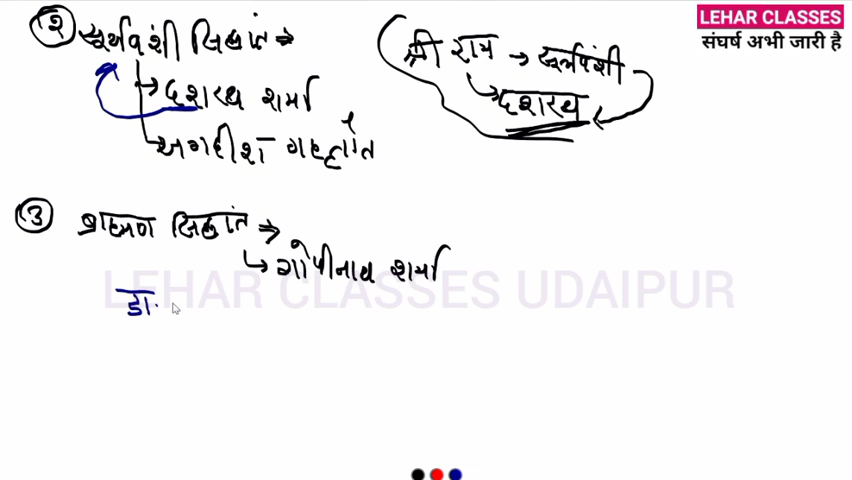 LEHAR CLASSES
संघर्ष अभी जारी है
② सूर्यवंशी सिद्धांत ⇒
→ दशरथ शर्मा
→ जगदीश गहलोत
श्री राम → सूर्यवंशी
→ दशरथ
③ ब्राह्मण सिद्धांत ⇒
→ गोपीनाथ शर्मा
LEHAR CLASSES UDAIPUR
डा.